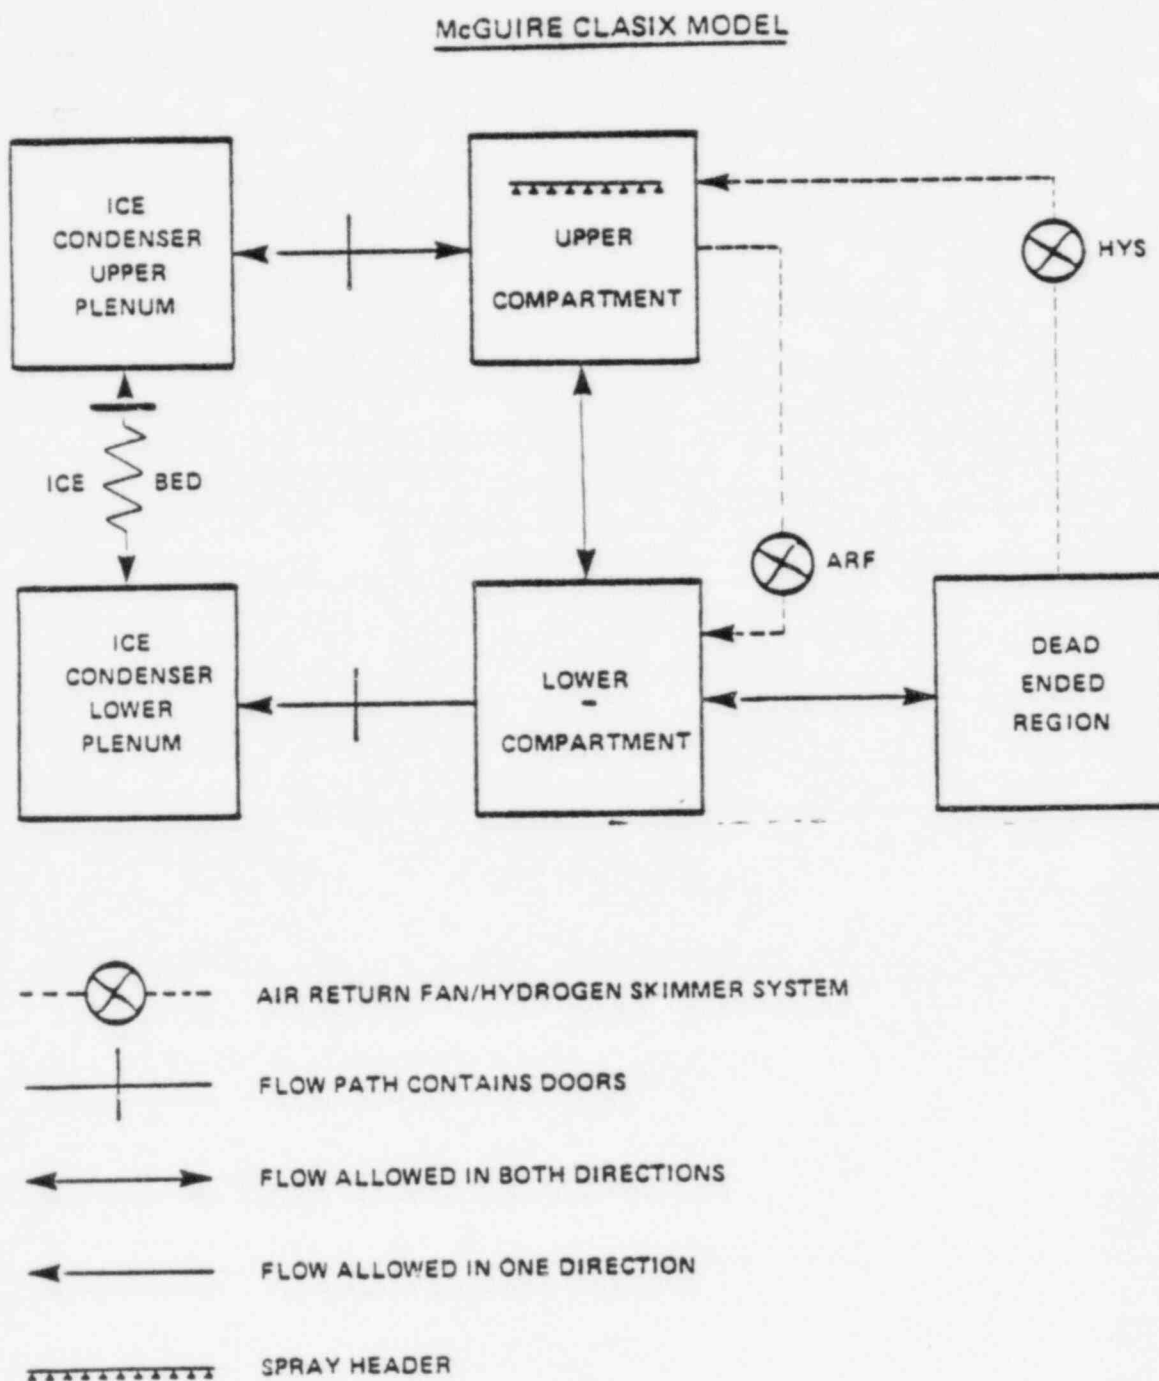 McGUIRE CLASIX MODEL
ICE
CONDENSER
UPPER
PLENUM
UPPER
COMPARTMENT
HYS
ICE BED
ARF
ICE
CONDENSER
LOWER
PLENUM
LOWER
COMPARTMENT
DEAD
ENDED
REGION
AIR RETURN FAN/HYDROGEN SKIMMER SYSTEM
FLOW PATH CONTAINS DOORS
FLOW ALLOWED IN BOTH DIRECTIONS
FLOW ALLOWED IN ONE DIRECTION
SPRAY HEADER